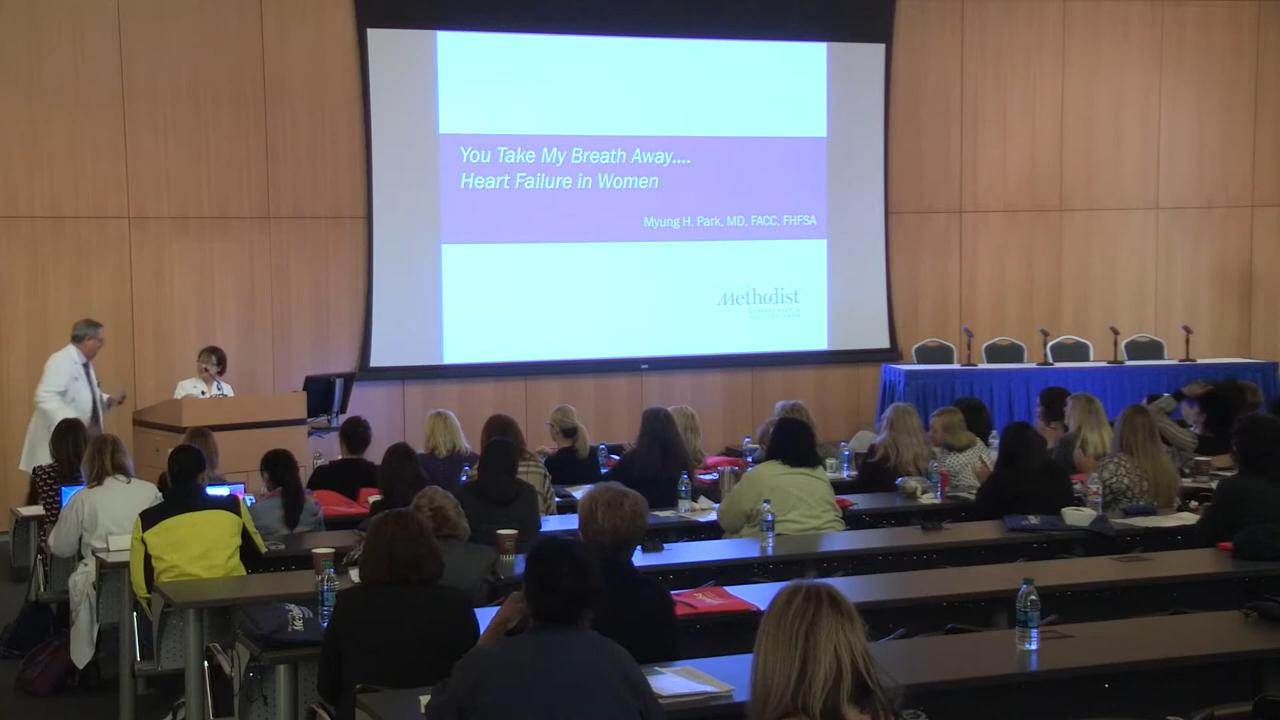 You Take My Breath Away....
Heart Failure in Women
Myung H. Park, MD, FACC, FHFSA
Methodist